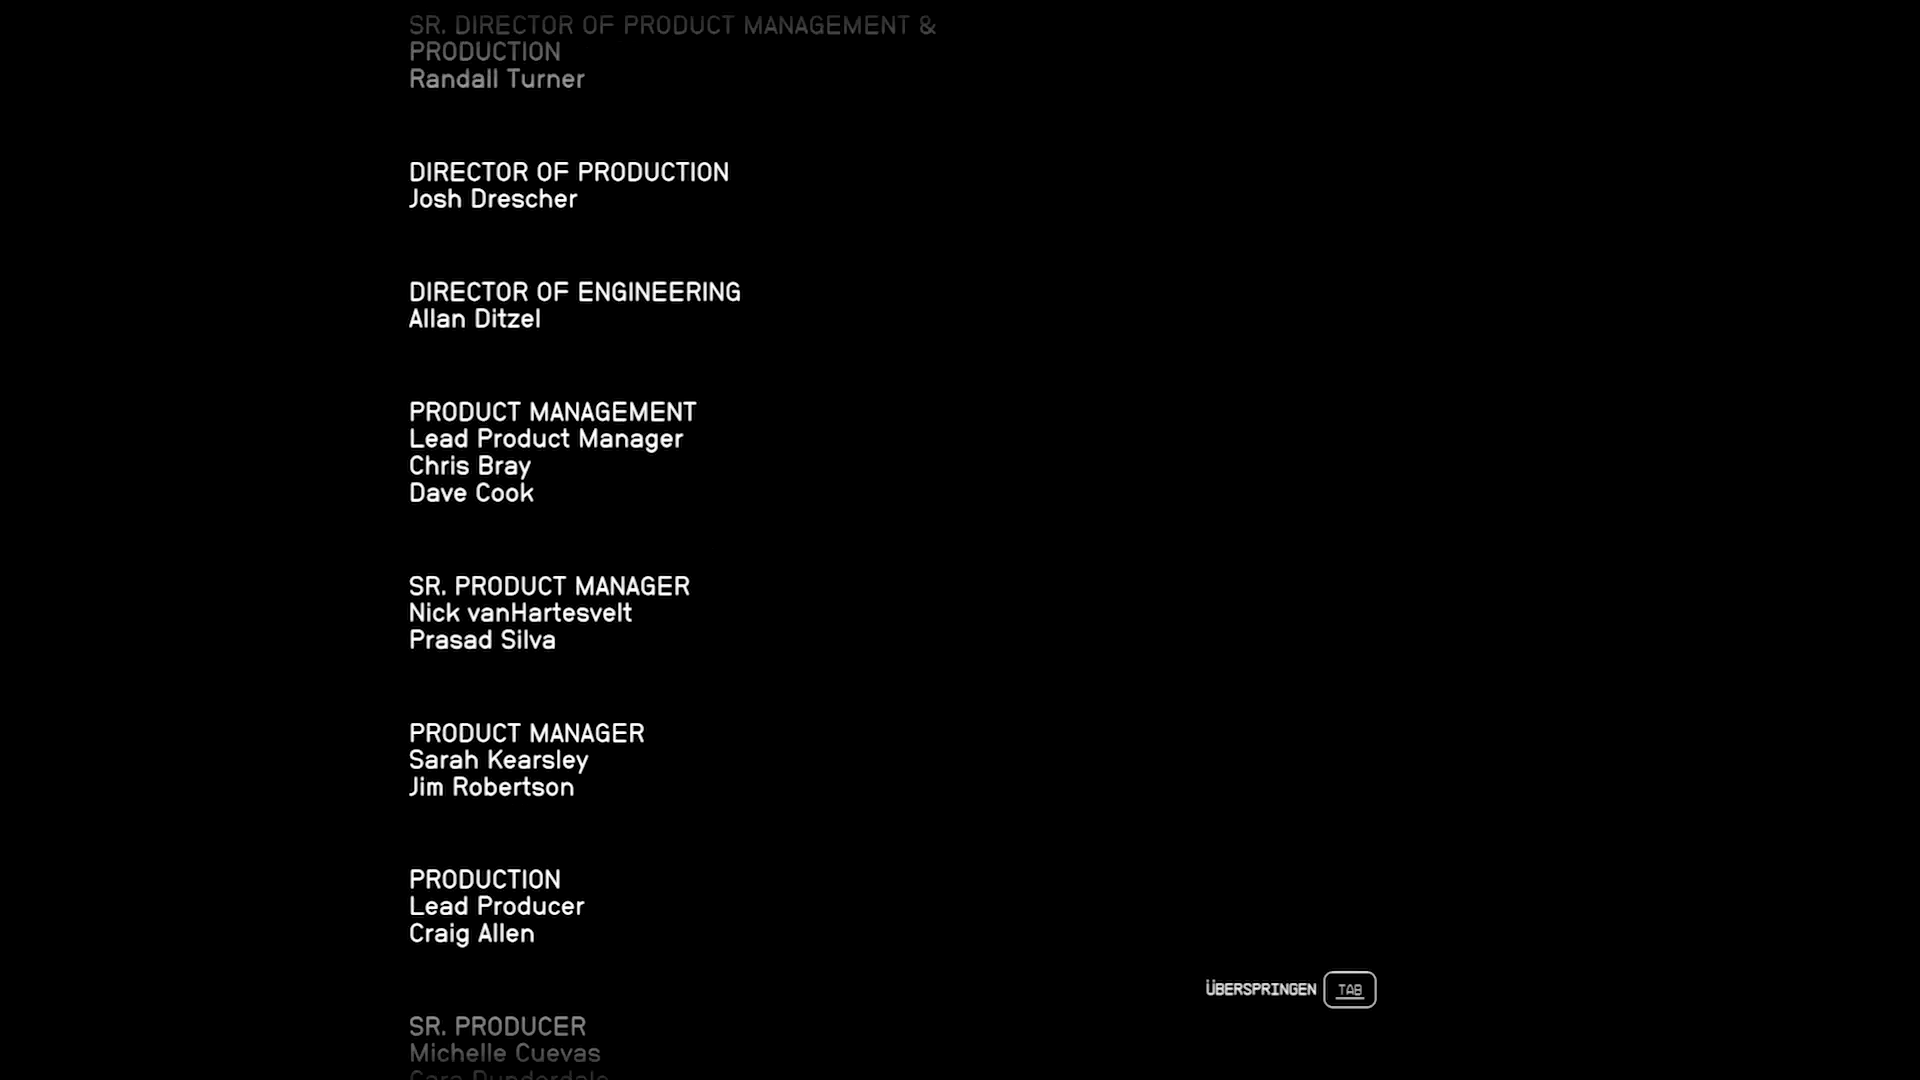 SR. DIRECTOR OF PRODUCT MANAGEMENT &
PRODUCTION
Randall Turner
DIRECTOR OF PRODUCTION
Josh Drescher
DIRECTOR OF ENGINEERING
Allan Ditzel
PRODUCT MANAGEMENT
Lead Product Manager
Chris Bray
Dave Cook
SR. PRODUCT MANAGER
Nick vanHartesvelt
Prasad Silva
PRODUCT MANAGER
Sarah Kearsley
Jim Robertson
PRODUCTION
Lead Producer
Craig Allen
ÜBERSPRINGEN TAB
SR. PRODUCER
Michelle Cuevas